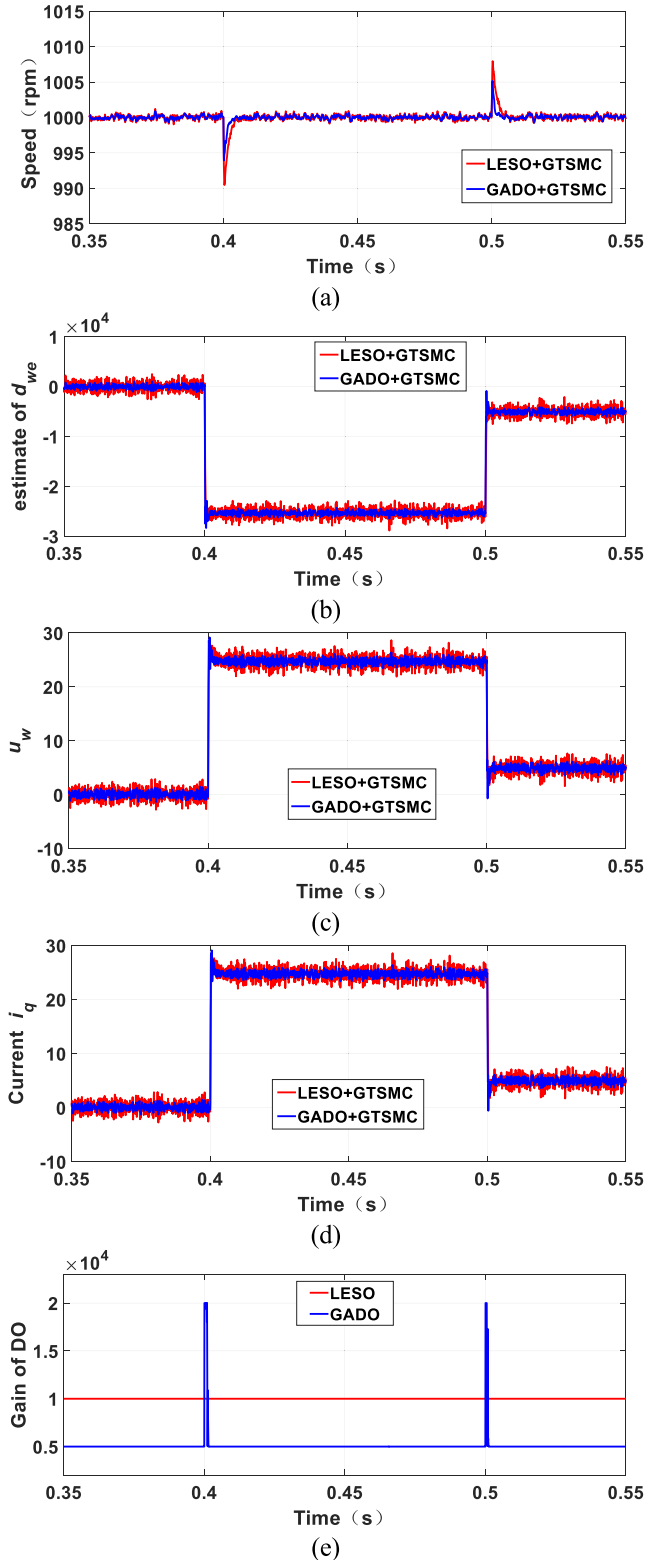 1015
1010
1005
1000
995
990
985
Speed（rpm）
LESO+GTSMC
GADO+GTSMC
0.35 0.4 0.45 0.5 0.55
Time（s）
(a)
×10⁴
1
0
-1
-2
-3
estimate of d_we
LESO+GTSMC
GADO+GTSMC
0.35 0.4 0.45 0.5 0.55
Time（s）
(b)
30
20
10
0
-10
u_w
LESO+GTSMC
GADO+GTSMC
0.35 0.4 0.45 0.5 0.55
Time（s）
(c)
30
20
10
0
-10
Current i_q
LESO+GTSMC
GADO+GTSMC
0.35 0.4 0.45 0.5 0.55
Time（s）
(d)
×10⁴
2
1.5
1
0.5
Gain of DO
LESO
GADO
0.35 0.4 0.45 0.5 0.55
Time（s）
(e)